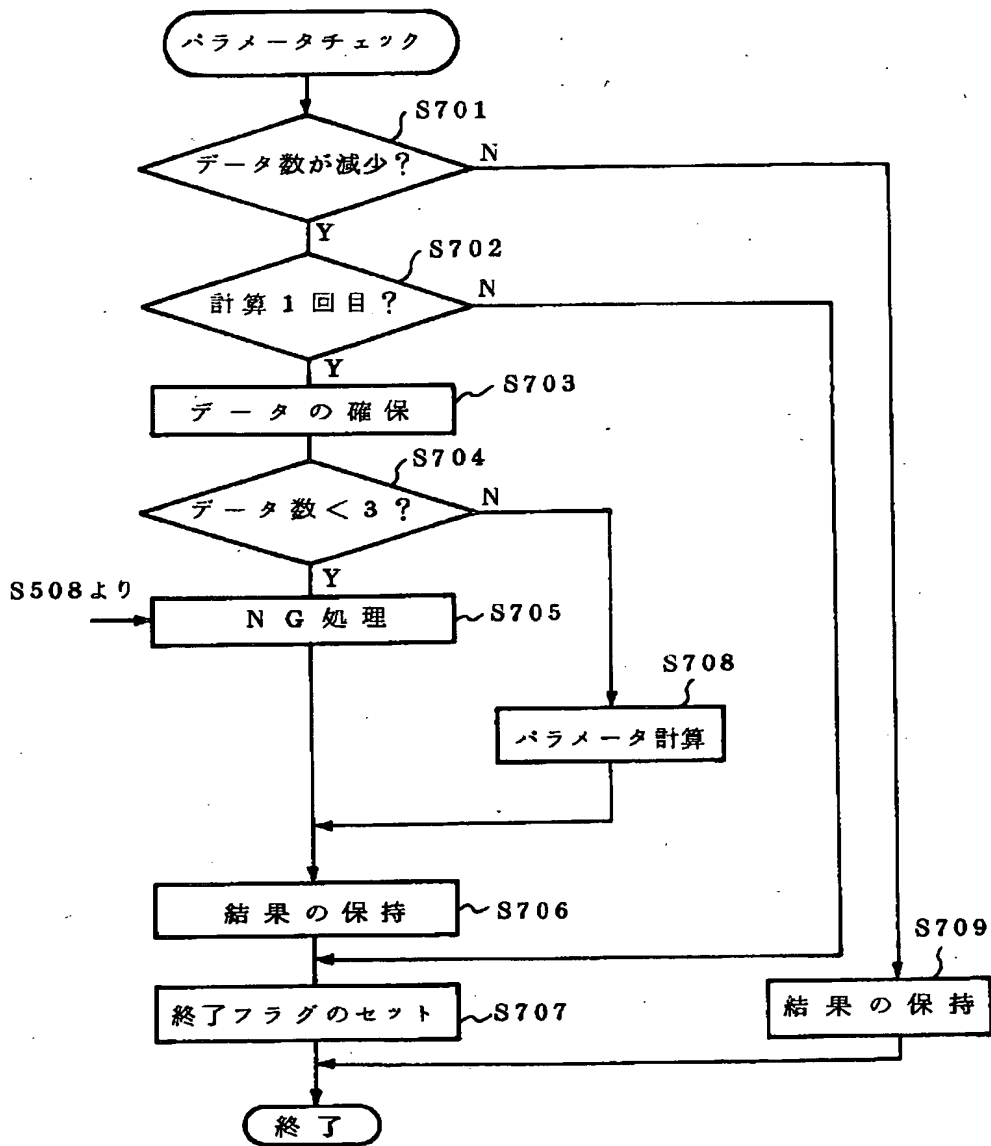 パラメータチェック
S701
データ数が減少?
N
Y
S702
計算1回目?
N
Y
S703
データの確保
S704
データ数<3?
N
Y
S508より
NG処理
S705
S708
パラメータ計算
結果の保持
S706
S709
結果の保持
終了フラグのセット
S707
終了